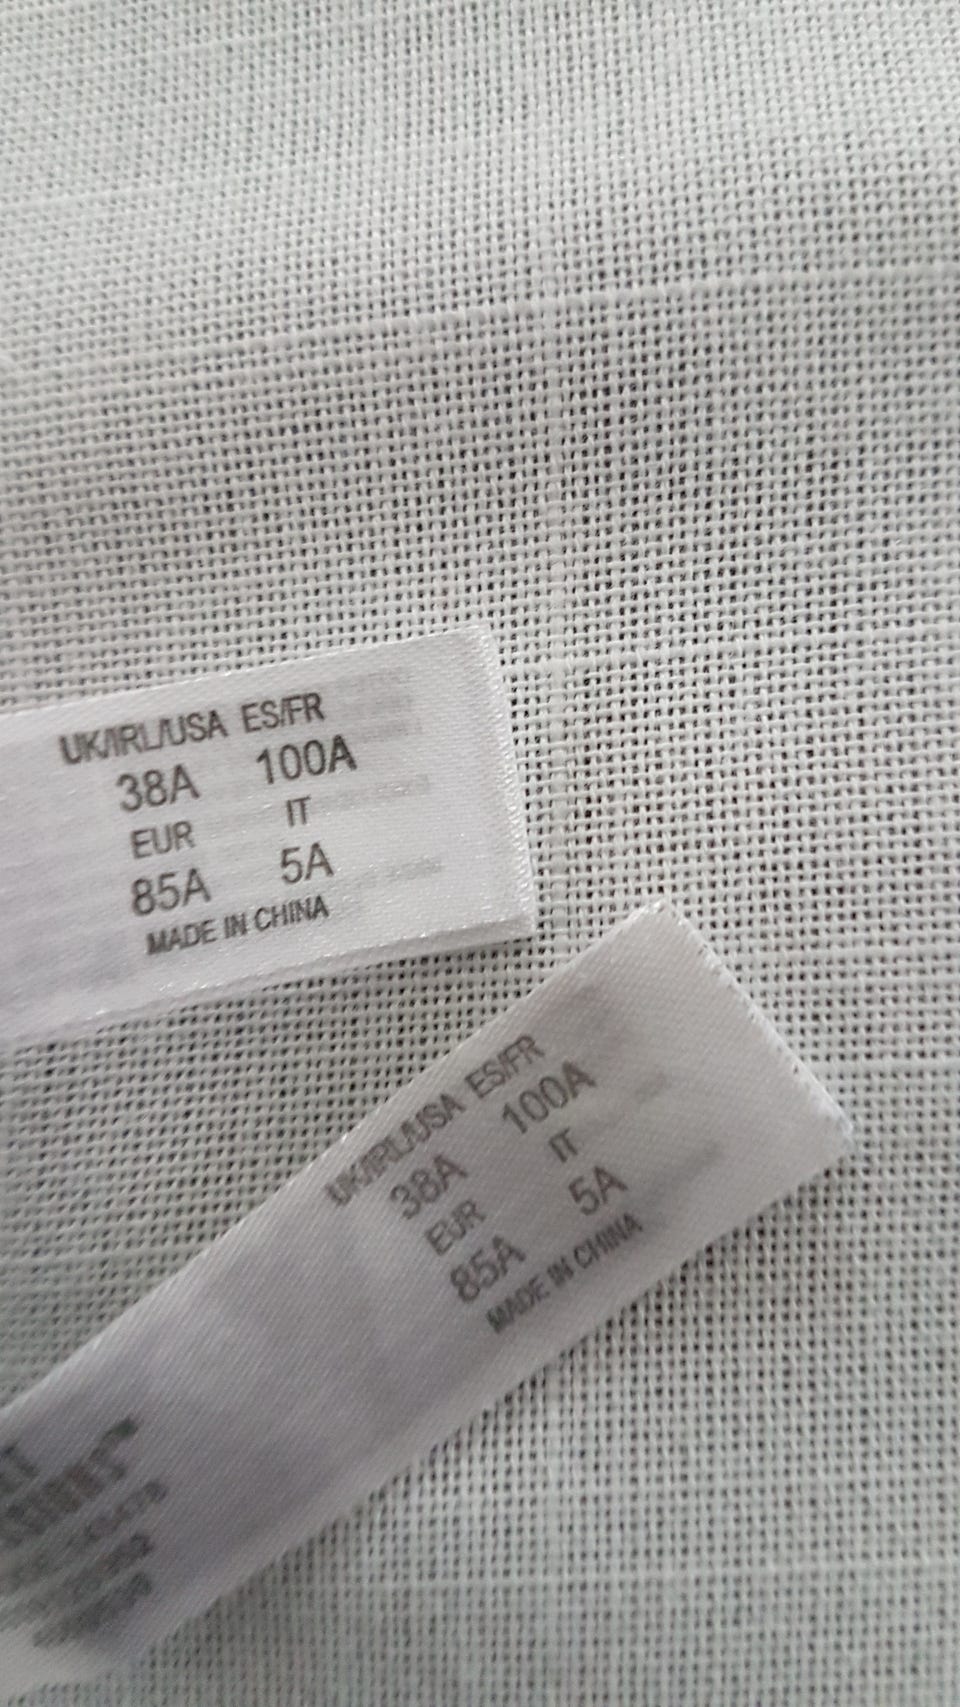 UK/IRL/USA ES/FR
38A 100A
EUR IT
85A 5A
MADE IN CHINA
UK/IRL/USA ES/FR
38A 100A
EUR IT
85A 5A
MADE IN CHINA